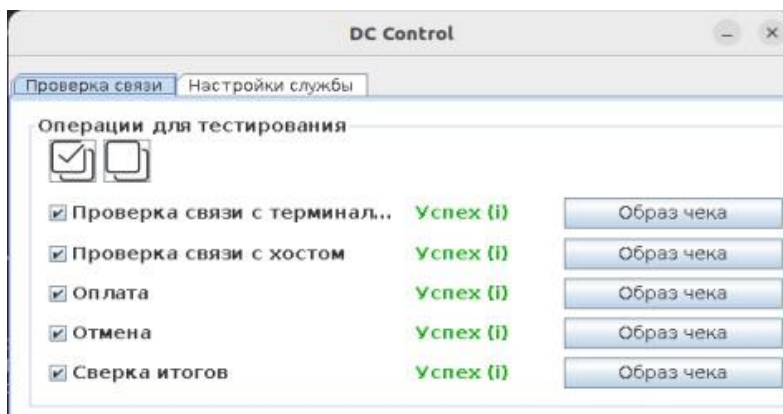 DC Control
Проверка связи Настройки службы
Операции для тестирования
Проверка связи с терминал... Успех (i) Образ чека
Проверка связи с хостом Успех (i) Образ чека
Оплата Успех (i) Образ чека
Отмена Успех (i) Образ чека
Сверка итогов Успех (i) Образ чека